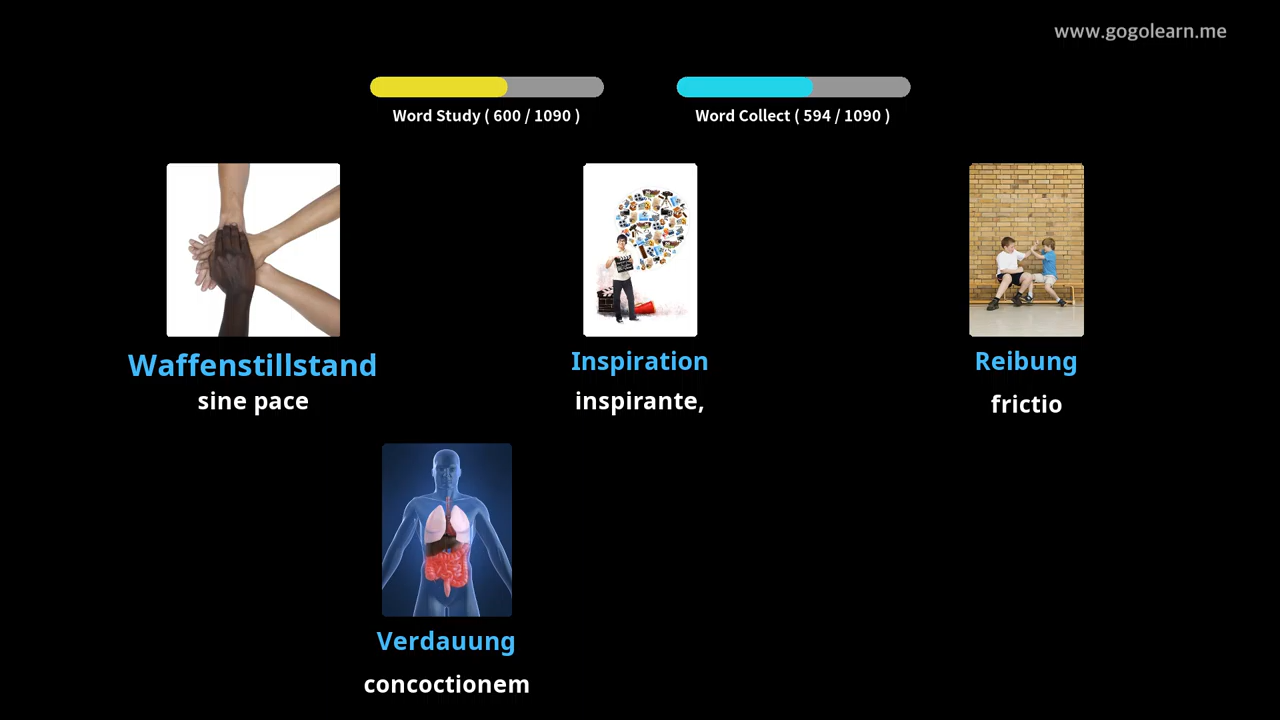 www.gogolearn.me
Word Study ( 600 / 1090 )
Word Collect ( 594 / 1090 )
Waffenstillstand
sine pace
Inspiration
inspirante,
Reibung
frictio
Verdauung
concoctionem